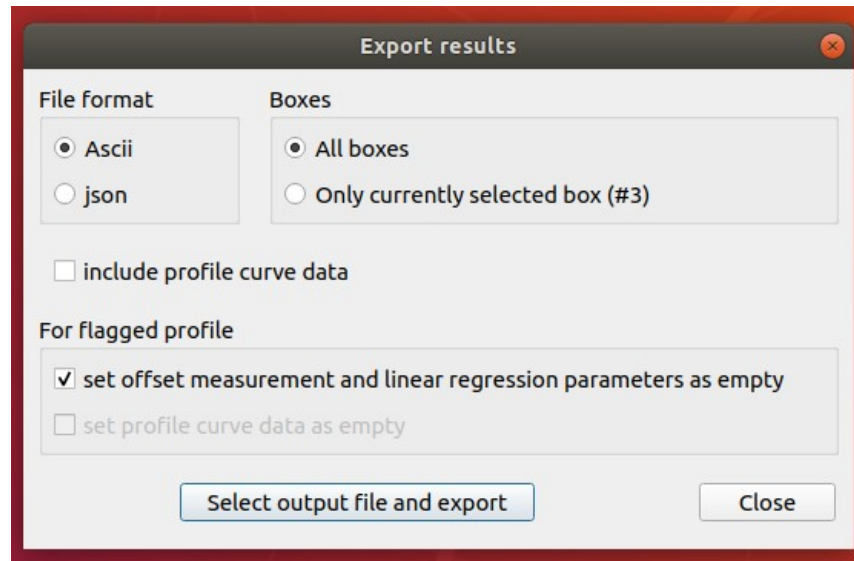 Export results
File format
Boxes
Ascii
All boxes
json
Only currently selected box (#3)
include profile curve data
For flagged profile
set offset measurement and linear regression parameters as empty
set profile curve data as empty
Select output file and export
Close